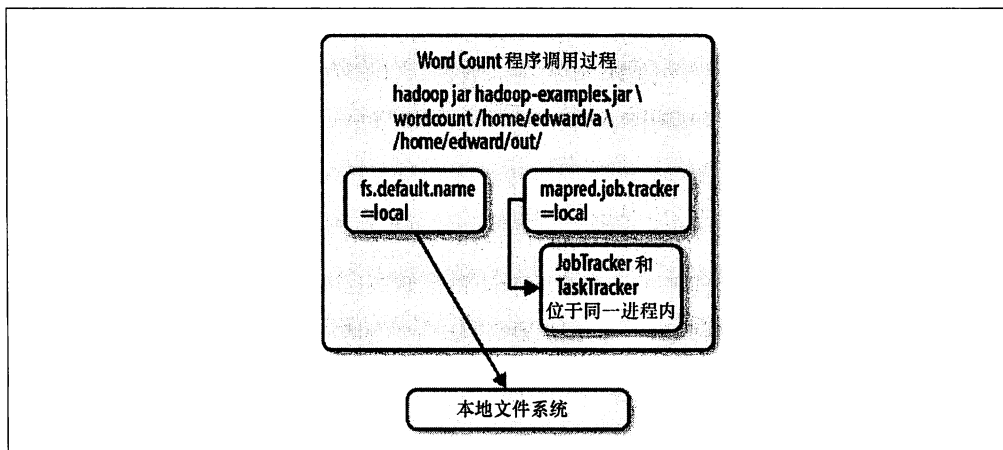 Word Count 程序调用过程
hadoop jar hadoop-examples.jar \
wordcount /home/edward/a \
/home/edward/out/
fs.default.name
=local
mapred.job.tracker
=local
JobTracker 和
TaskTracker
位于同一进程内
本地文件系统